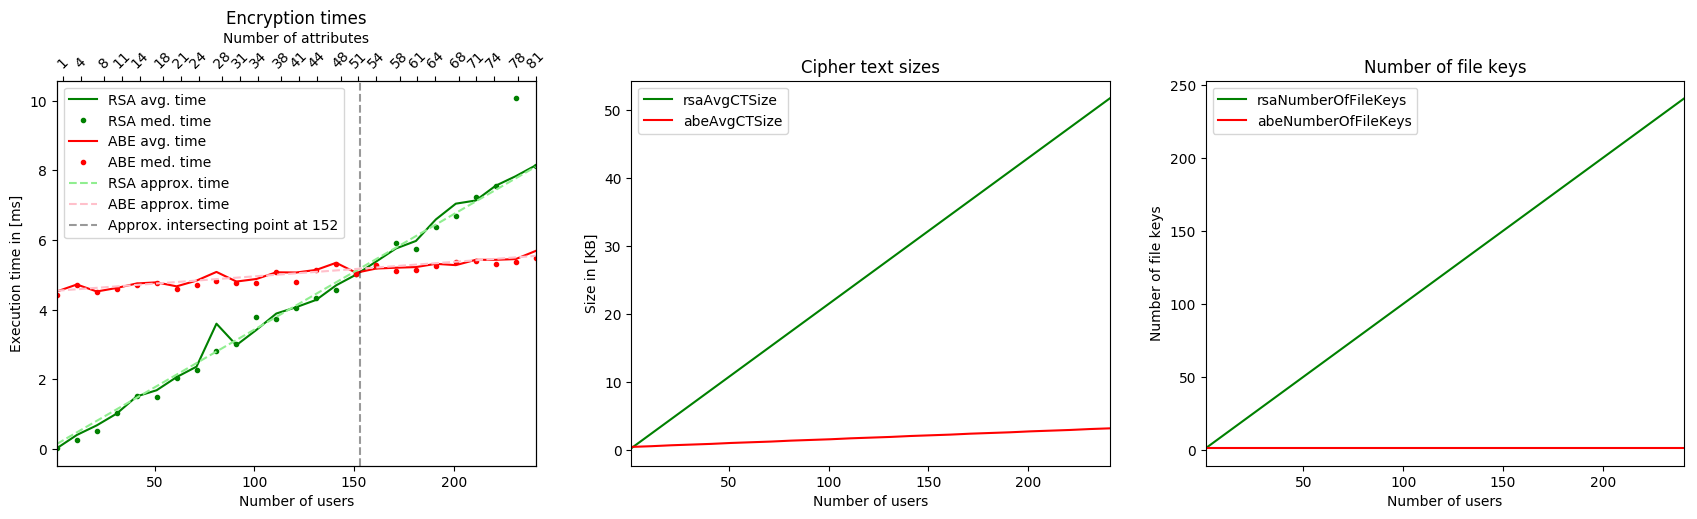 Encryption times
Number of attributes
1 4 8 11 14 18 21 24 28 31 34 38 41 44 48 51 54 58 61 64 68 71 74 78 81
RSA avg. time
RSA med. time
ABE avg. time
ABE med. time
RSA approx. time
ABE approx. time
Approx. intersecting point at 152
10
8
6
4
2
0
Execution time in [ms]
50 100 150 200
Number of users
Cipher text sizes
rsaAvgCTSize
abeAvgCTSize
50
40
30
20
10
0
Size in [KB]
50 100 150 200
Number of users
Number of file keys
rsaNumberOfFileKeys
abeNumberOfFileKeys
250
200
150
100
50
0
Number of file keys
50 100 150 200
Number of users